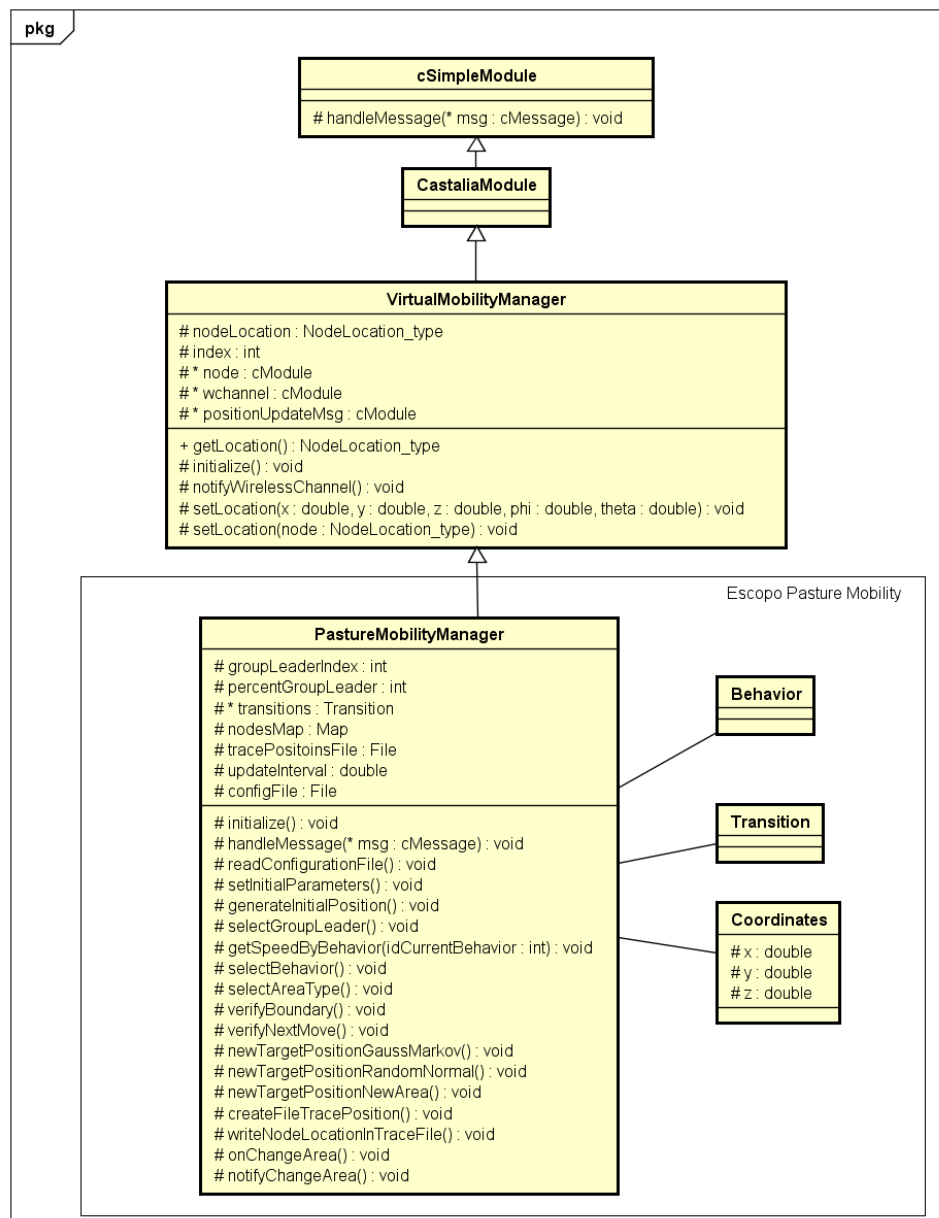 pkg
cSimpleModule
# handleMessage(* msg : cMessage) : void
CastaliaModule
VirtualMobilityManager
# nodeLocation : NodeLocation_type
# index : int
# * node : cModule
# * wchannel : cModule
# * positionUpdateMsg : cModule
+ getLocation() : NodeLocation_type
# initialize() : void
# notifyWirelessChannel() : void
# setLocation(x : double, y : double, z : double, phi : double, theta : double) : void
# setLocation(node : NodeLocation_type) : void
Escopo Pasture Mobility
PastureMobilityManager
# groupLeaderIndex : int
# percentGroupLeader : int
# * transitions : Transition
# nodesMap : Map
# tracePositoinsFile : File
# updateInterval : double
# configFile : File
# initialize() : void
# handleMessage(* msg : cMessage) : void
# readConfigurationFile() : void
# setInitialParameters() : void
# generateInitialPosition() : void
# selectGroupLeader() : void
# getSpeedByBehavior(idCurrentBehavior : int) : void
# selectBehavior() : void
# selectAreaType() : void
# verifyBoundary() : void
# verifyNextMove() : void
# newTargetPositionGaussMarkov() : void
# newTargetPositionRandomNormal() : void
# newTargetPositionNewArea() : void
# createFileTracePosition() : void
# writeNodeLocationInTraceFile() : void
# onChangeArea() : void
# notifyChangeArea() : void
Behavior
Transition
Coordinates
# x : double
# y : double
# z : double